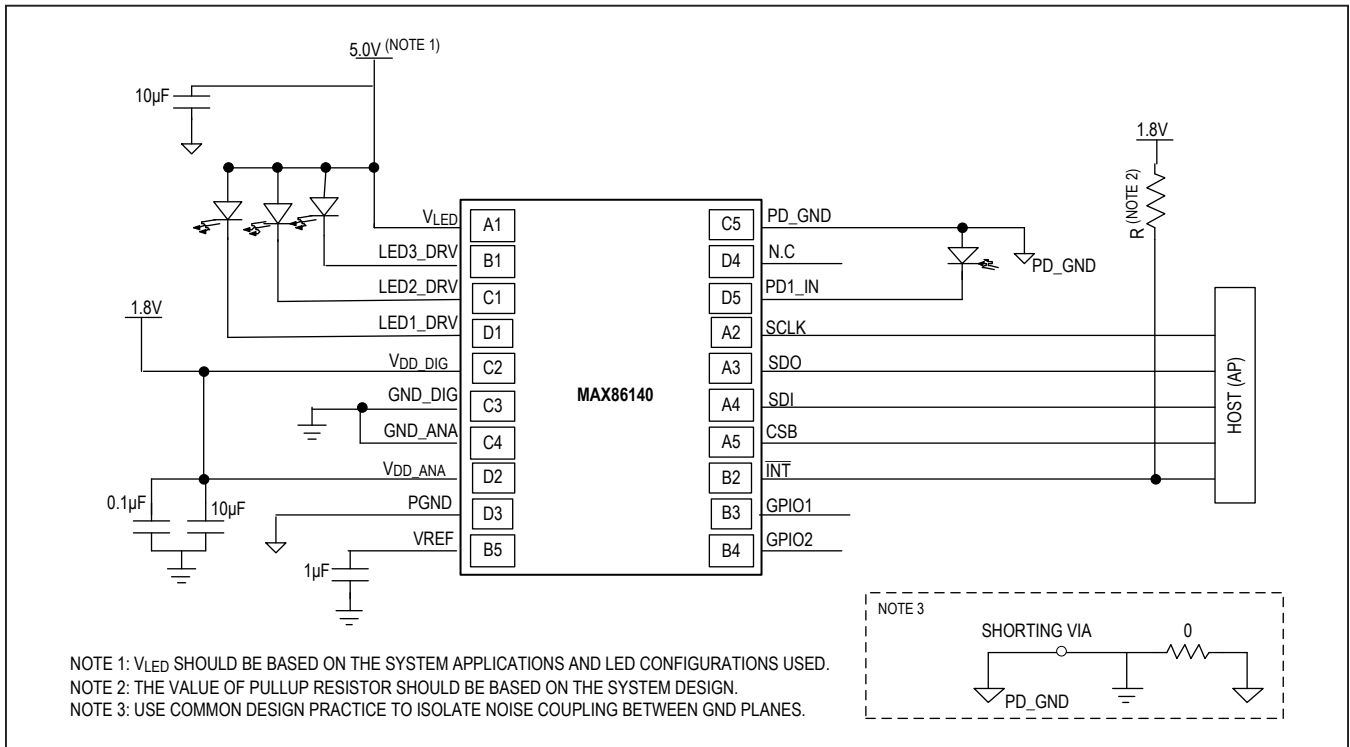 5.0V (NOTE 1)
10µF
1.8V
R (NOTE 2)
VLED
A1
C5
PD_GND
LED3_DRV
B1
D4
N.C
PD_GND
LED2_DRV
C1
D5
PD1_IN
1.8V
LED1_DRV
D1
A2
SCLK
VDD_DIG
C2
A3
SDO
MAX86140
GND_DIG
C3
A4
SDI
HOST (AP)
GND_ANA
C4
A5
CSB
VDD_ANA
D2
B2
INT
0.1µF
10µF
PGND
D3
B3
GPIO1
VREF
B5
B4
GPIO2
1µF
NOTE 3
SHORTING VIA
0
PD_GND
NOTE 1: VLED SHOULD BE BASED ON THE SYSTEM APPLICATIONS AND LED CONFIGURATIONS USED.
NOTE 2: THE VALUE OF PULLUP RESISTOR SHOULD BE BASED ON THE SYSTEM DESIGN.
NOTE 3: USE COMMON DESIGN PRACTICE TO ISOLATE NOISE COUPLING BETWEEN GND PLANES.